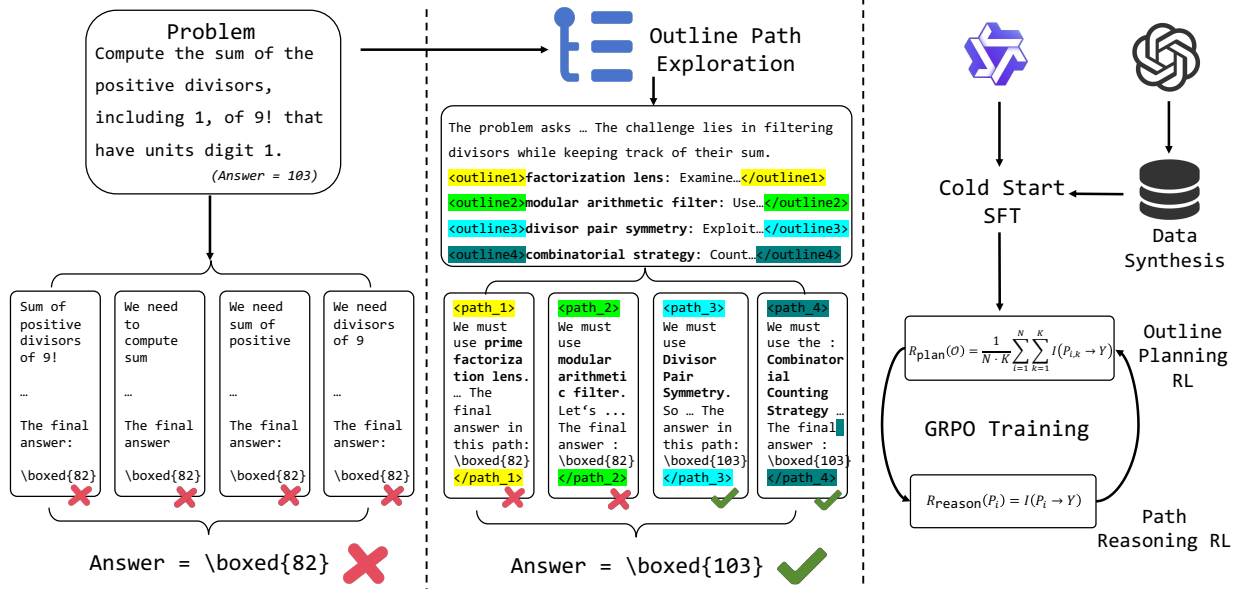 Problem
Compute the sum of the
positive divisors,
including 1, of 9! that
have units digit 1.
(Answer = 103)
Sum of
positive
divisors
of 9!
…
The final
answer:
\boxed{82}
We need
to
compute
sum
…
The final
answer
\boxed{82}
We need
sum of
positive
…
The final
answer:
\boxed{82}
We need
divisors
of 9
…
The final
answer:
\boxed{82}
Answer = \boxed{82}
Outline Path
Exploration
The problem asks … The challenge lies in filtering
divisors while keeping track of their sum.
<outline1>factorization lens: Examine…</outline1>
<outline2>modular arithmetic filter: Use…</outline2>
<outline3>divisor pair symmetry: Exploit…</outline3>
<outline4>combinatorial strategy: Count…</outline4>
<path_1>
We must
use prime
factoriza
tion lens.
… The
final
answer in
this path:
\boxed{82}
</path_1>
<path_2>
We must
use
modular
arithmeti
c filter.
Let‘s ...
The final
answer :
\boxed{82}
</path_2>
<path_3>
We must
use
Divisor
Pair
Symmetry.
So … The
answer in
this path:
\boxed{103}
</path_3>
<path_4>
We must
use the :
Combinator
ial
Counting
Strategy …
The final
answer :
\boxed{103}
</path_4>
Answer = \boxed{103}
Cold Start
SFT
Data
Synthesis
R_plan(𝒪) = 1/(N · K) ∑_{i=1}^{N} ∑_{k=1}^{K} I(P_{i,k} → Y)
Outline
Planning
RL
GRPO Training
R_reason(P_i) = I(P_i → Y)
Path
Reasoning RL